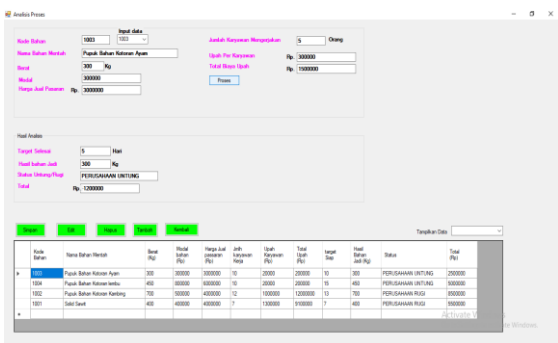 Analisis Proses
Input data
Kode Bahan 1003 1003
Nama Bahan Mentah Pupuk Bahan Kotoran Ayam
Berat 300 Kg
Modal 300000
Harga Jual Pasaran Rp. 3000000
Jumlah Karyawan Mengerjakan 5 Orang
Upah Per Karyawan Rp. 300000
Total Biaya Upah Rp. 1500000
Proses
Hasil Analisis
Target Selesai 5 Hari
Hasil bahan Jadi 300 Kg
Status Untung/Rugi PERUSAHAAN UNTUNG
Total Rp. 1200000
Simpan Edit Hapus Tambah Kembali
Tampilkan Data
Kode Bahan Nama Bahan Mentah Berat (Kg) Modal bahan (Rp) Harga Jual pasaran (Rp) Jmlh karyawan Kerja Upah Karyawan (Rp) Total Upah (Rp) target Siap Hasil Bahan Jadi (Kg) Status Total (Rp)
1003 Pupuk Bahan Kotoran Ayam 300 300000 3000000 10 20000 200000 10 300 PERUSAHAAN UNTUNG 2500000
1004 Pupuk Bahan Kotoran lembu 450 800000 6000000 10 20000 200000 15 450 PERUSAHAAN UNTUNG 5000000
1002 Pupuk Bahan Kotoran Kambing 700 500000 4000000 12 1000000 12000000 13 700 PERUSAHAAN RUGI 8500000
1001 Solid Sawit 400 400000 4000000 7 1300000 9100000 7 400 PERUSAHAAN RUGI 5500000
Activate
Windows.